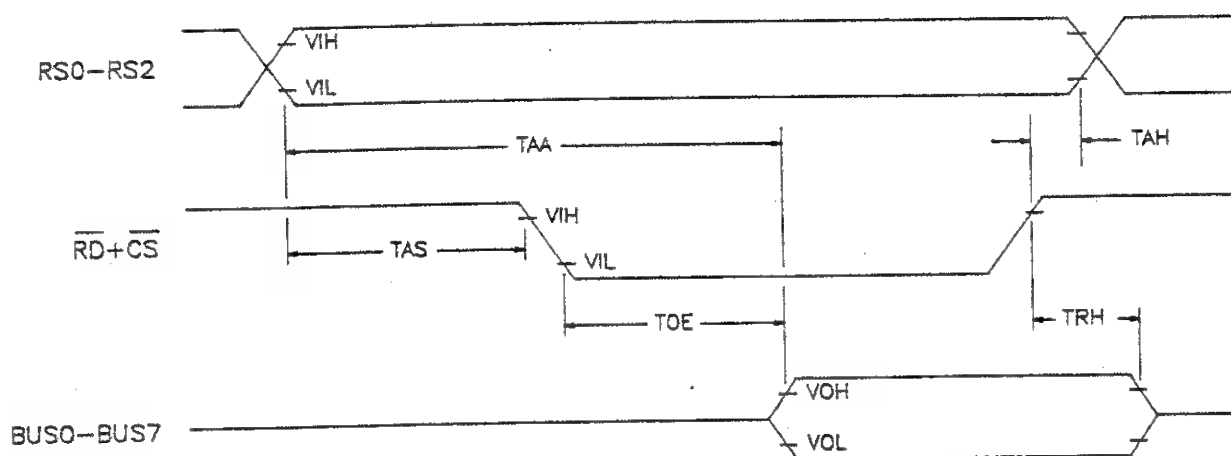 VIH
RS0-RS2
VIL
TAA
TAH
VIH
RD+CS
TAS
VIL
TOE
TRH
VOH
BUS0-BUS7
VOL